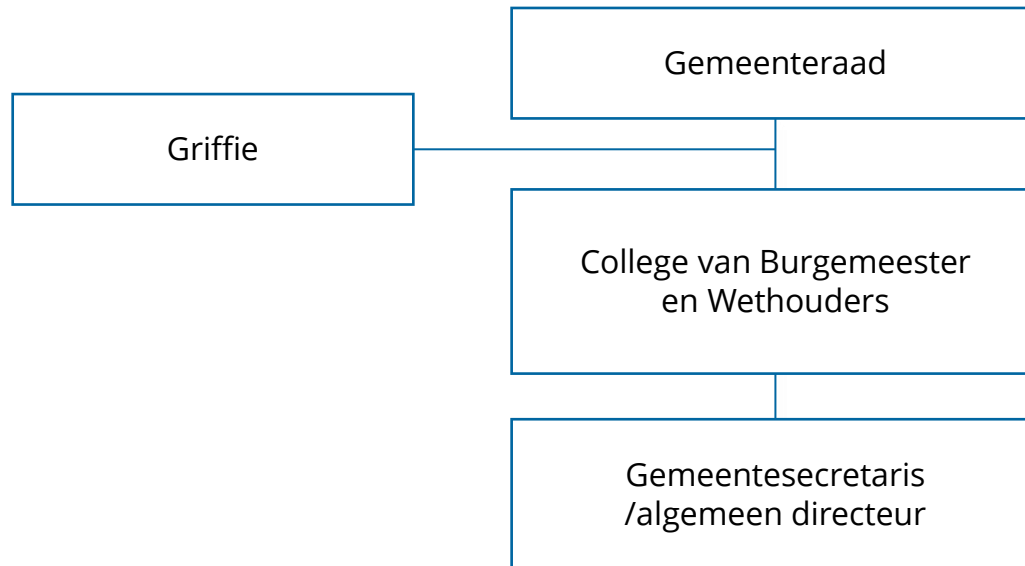 Gemeenteraad
Griffie
College van Burgemeester
en Wethouders
Gemeentesecretaris
/algemeen directeur